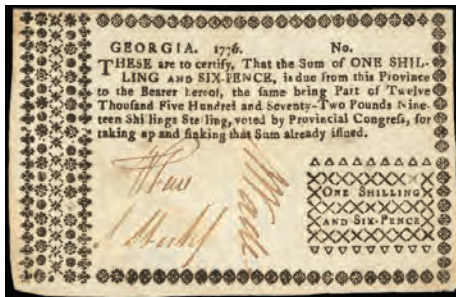 GEORGIA. 1776. No.
THESE are to certify, That the Sum of ONE SHIL-
LING AND SIX-PENCE, is due from this Province
to the Bearer hereof, the same being Part of Twelve
Thousand Five Hundred and Seventy-Two Pounds Nine-
teen Shillings Sterling, voted by Provincial Congreſs, for
taking up and ſinking that Sum already iſſued.
ONE SHILLING
AND SIX-PENCE